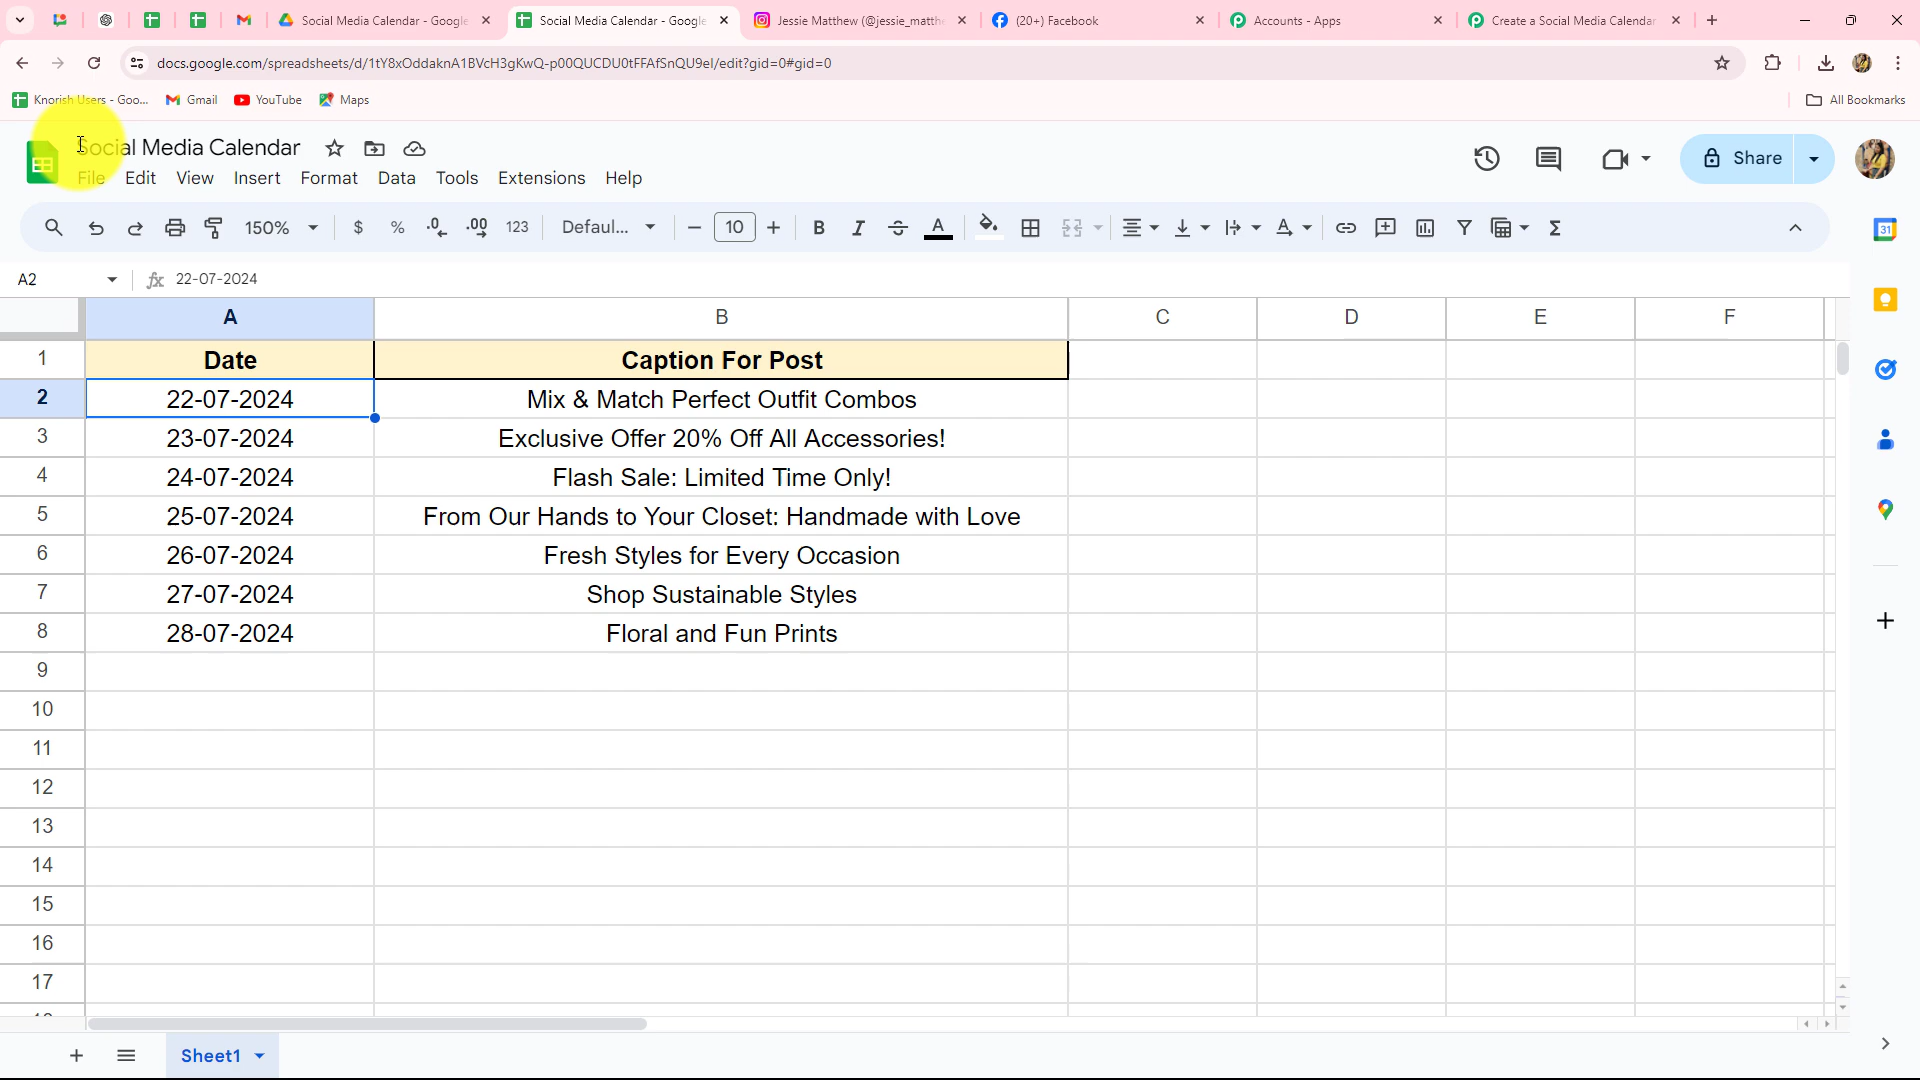 Social Media Calendar - Google
Social Media Calendar - Google
Jessie Matthew (@jessie_matthe
(20+) Facebook
Accounts - Apps
Create a Social Media Calendar
docs.google.com/spreadsheets/d/1tY8xOddaknA1BVcH3gKwQ-p00QUCDU0tFFAfSnQU9eI/edit?gid=0#gid=0
Knorish Users - Goo...
Gmail
YouTube
Maps
All Bookmarks
Social Media Calendar
File Edit View Insert Format Data Tools Extensions Help
Share
150% $ % .0 .00 123 Defaul... 10 B I A
31
A2 fx 22-07-2024
A B C D E F
1 Date Caption For Post
2 22-07-2024 Mix & Match Perfect Outfit Combos
3 23-07-2024 Exclusive Offer 20% Off All Accessories!
4 24-07-2024 Flash Sale: Limited Time Only!
5 25-07-2024 From Our Hands to Your Closet: Handmade with Love
6 26-07-2024 Fresh Styles for Every Occasion
7 27-07-2024 Shop Sustainable Styles
8 28-07-2024 Floral and Fun Prints
9
10
11
12
13
14
15
16
17
Sheet1